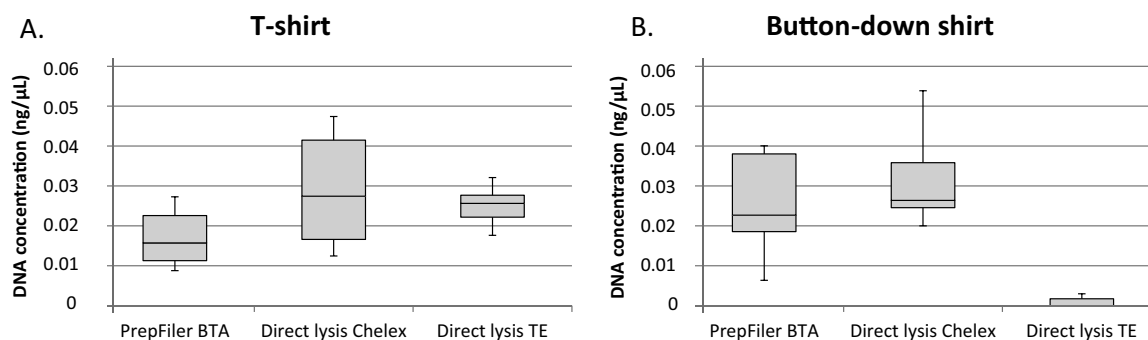 A.
T-shirt
DNA concentration (ng/µL)
0.06
0.05
0.04
0.03
0.02
0.01
0
PrepFiler BTA Direct lysis Chelex Direct lysis TE
B.
Button-down shirt
DNA concentration (ng/µL)
0.06
0.05
0.04
0.03
0.02
0.01
0
PrepFiler BTA Direct lysis Chelex Direct lysis TE